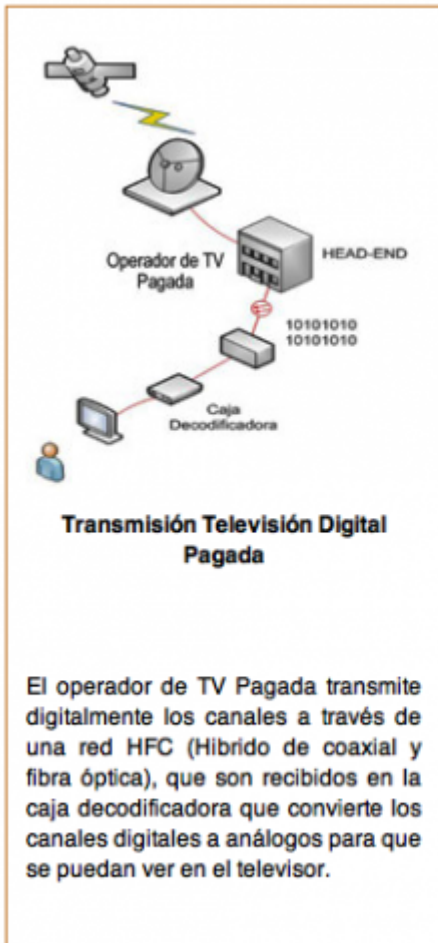 Operador de TV
Pagada
HEAD-END
10101010
10101010
Caja
Decodificadora
Transmisión Televisión Digital
Pagada
El operador de TV Pagada transmite
digitalmente los canales a través de
una red HFC (Hibrido de coaxial y
fibra óptica), que son recibidos en la
caja decodificadora que convierte los
canales digitales a análogos para que
se puedan ver en el televisor.